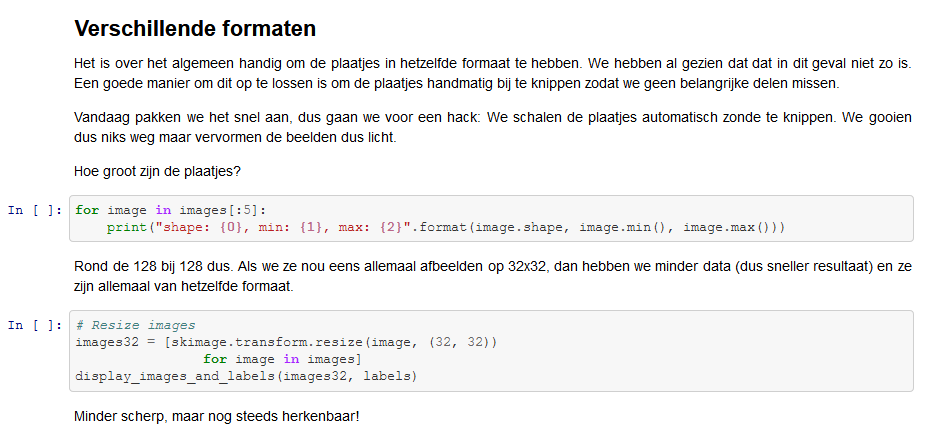 Verschillende formaten
Het is over het algemeen handig om de plaatjes in hetzelfde formaat te hebben. We hebben al gezien dat dat in dit geval niet zo is.
Een goede manier om dit op te lossen is om de plaatjes handmatig bij te knippen zodat we geen belangrijke delen missen.
Vandaag pakken we het snel aan, dus gaan we voor een hack: We schalen de plaatjes automatisch zonde te knippen. We gooien
dus niks weg maar vervormen de beelden dus licht.
Hoe groot zijn de plaatjes?
In [ ]: for image in images[:5]:
print("shape: {0}, min: {1}, max: {2}".format(image.shape, image.min(), image.max()))
Rond de 128 bij 128 dus. Als we ze nou eens allemaal afbeelden op 32x32, dan hebben we minder data (dus sneller resultaat) en ze
zijn allemaal van hetzelfde formaat.
In [ ]: # Resize images
images32 = [skimage.transform.resize(image, (32, 32))
for image in images]
display_images_and_labels(images32, labels)
Minder scherp, maar nog steeds herkenbaar!